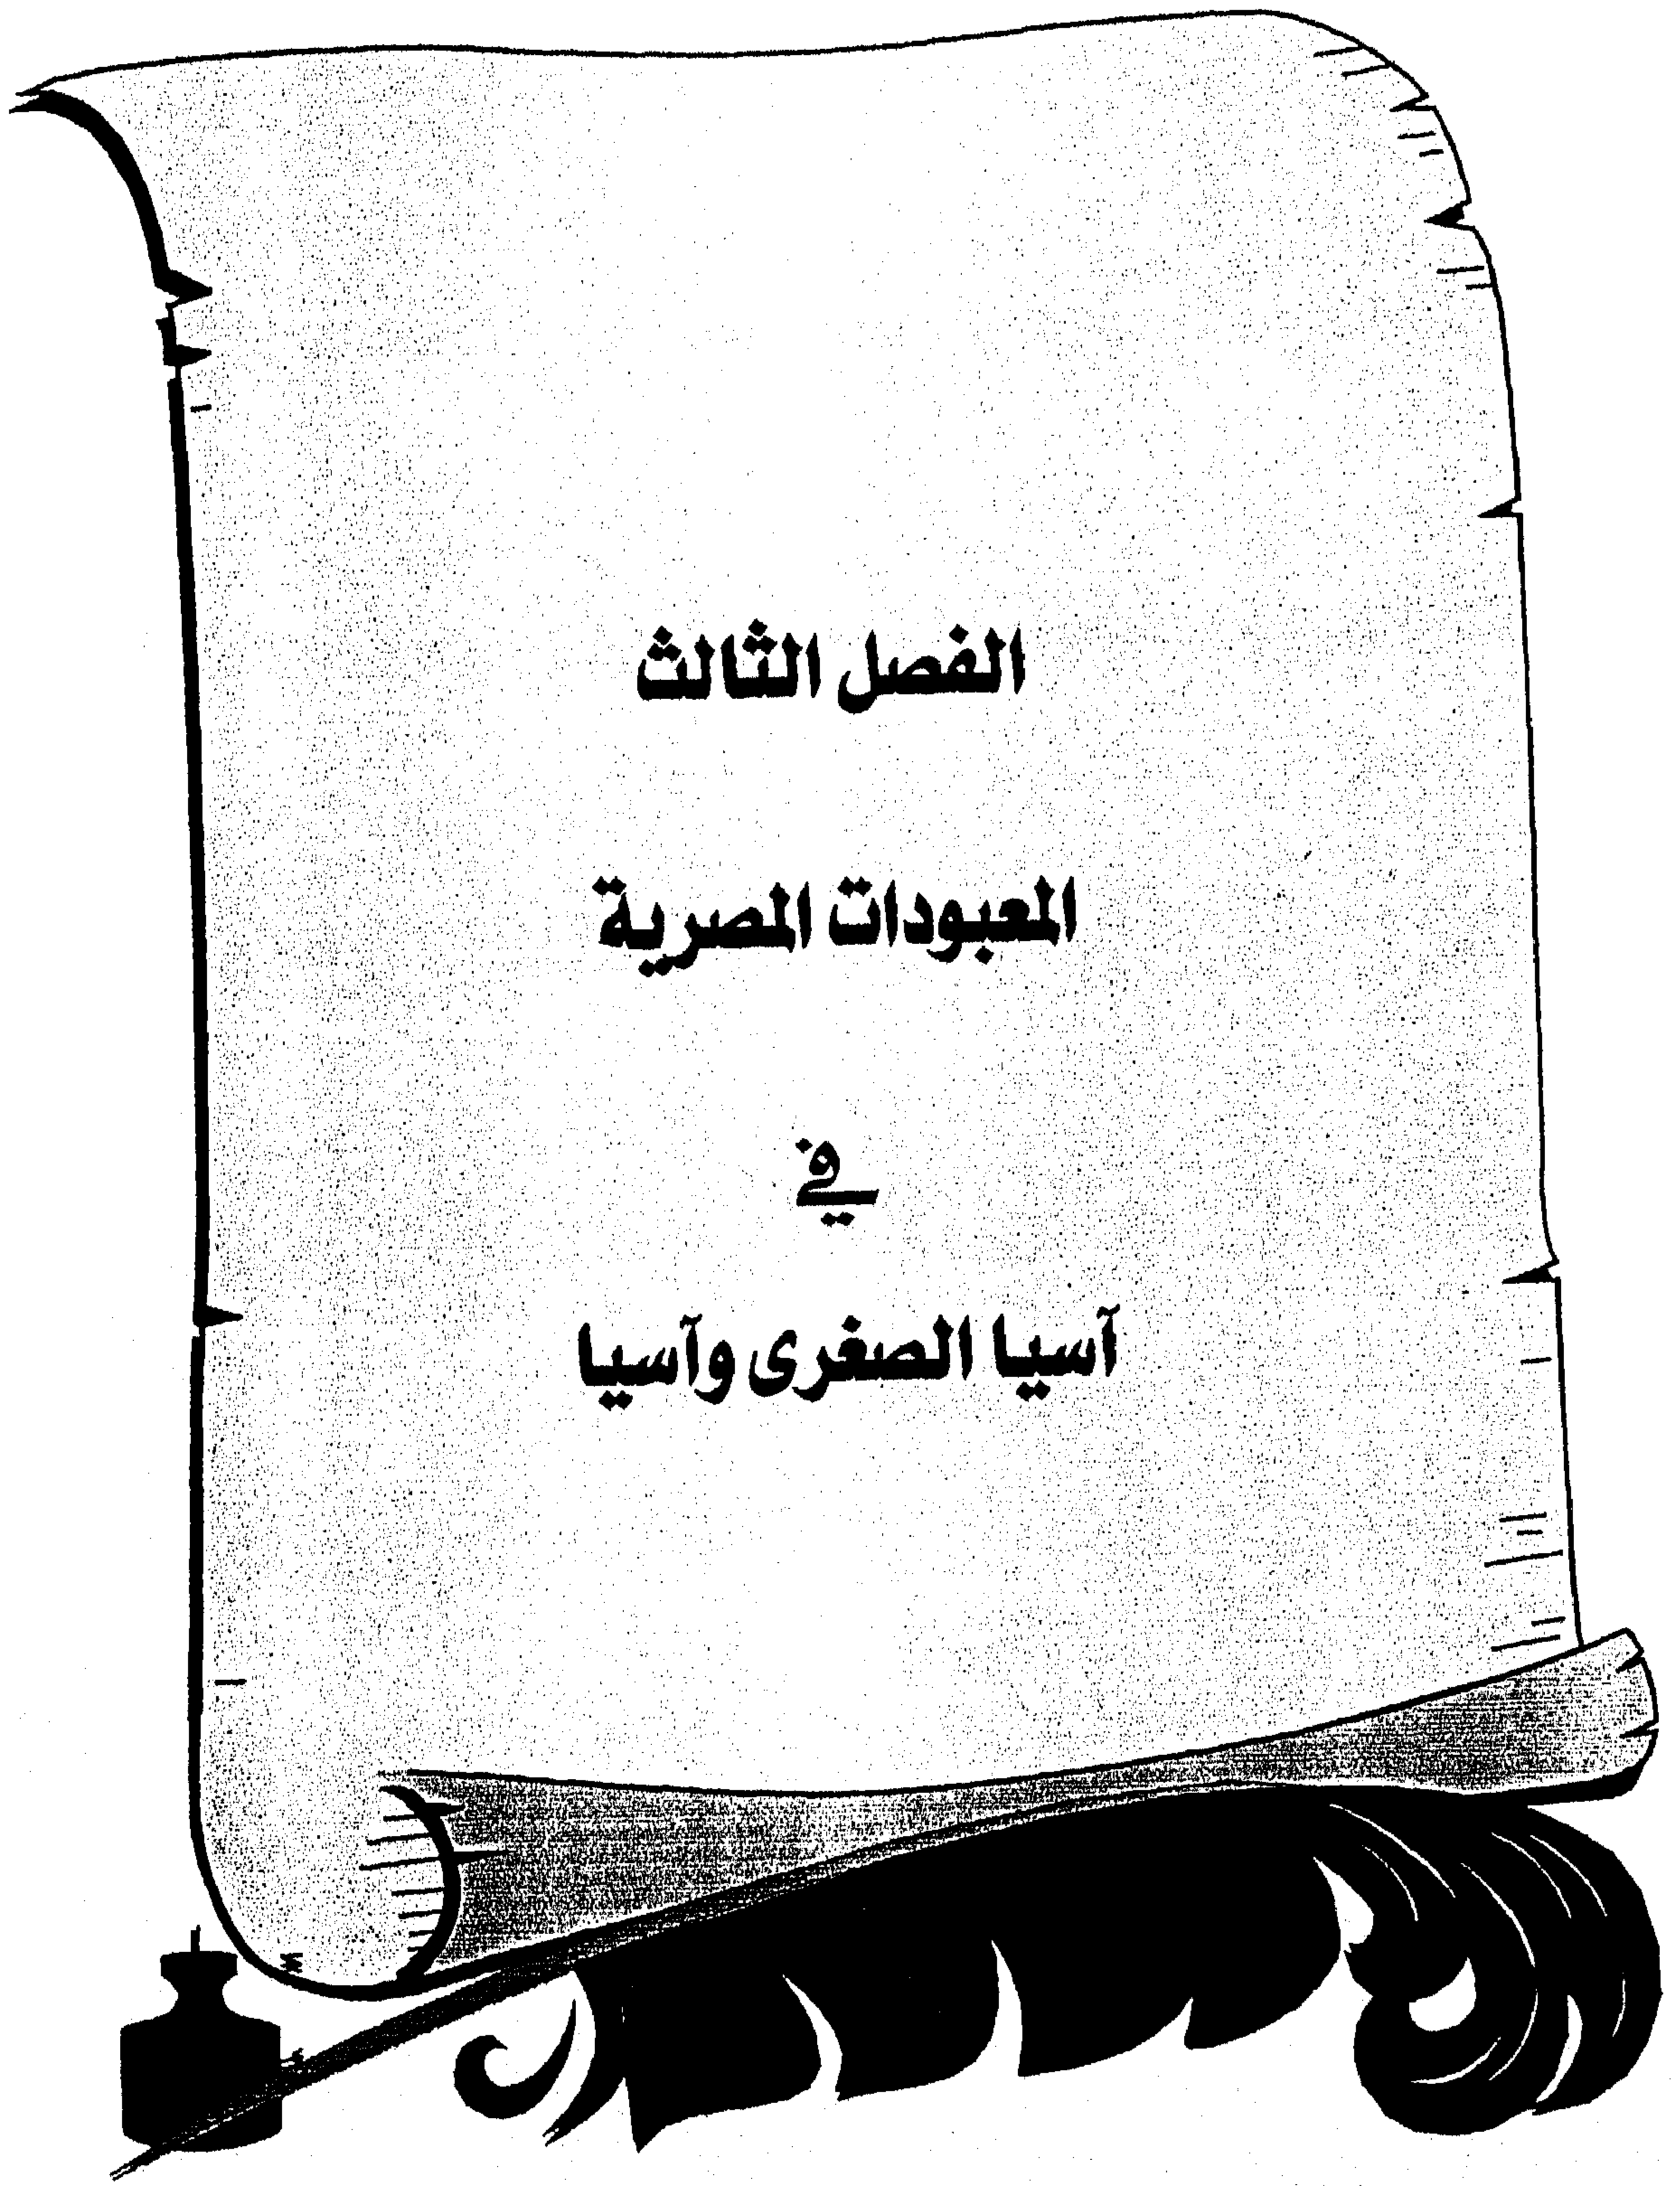 الفصل الثالث
المعبودات المصرية
في
آسيا الصغرى وآسيا